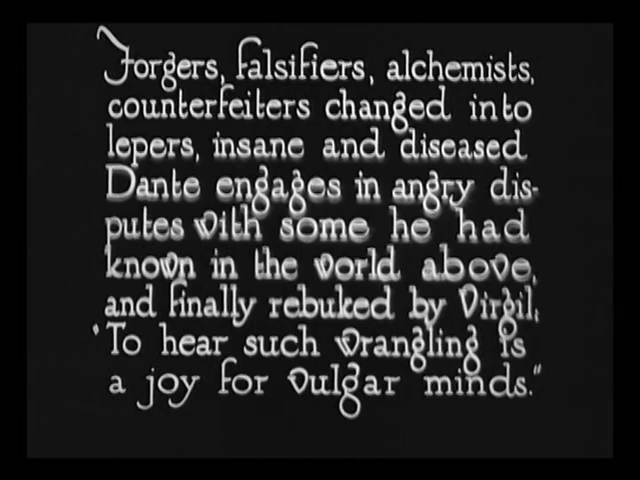 Forgers, falsifiers, alchemists,
counterfeiters changed into
lepers, insane and diseased
Dante engages in angry dis-
putes with some he had
known in the world above,
and finally rebuked by Virgil;
"To hear such wrangling is
a joy for vulgar minds."